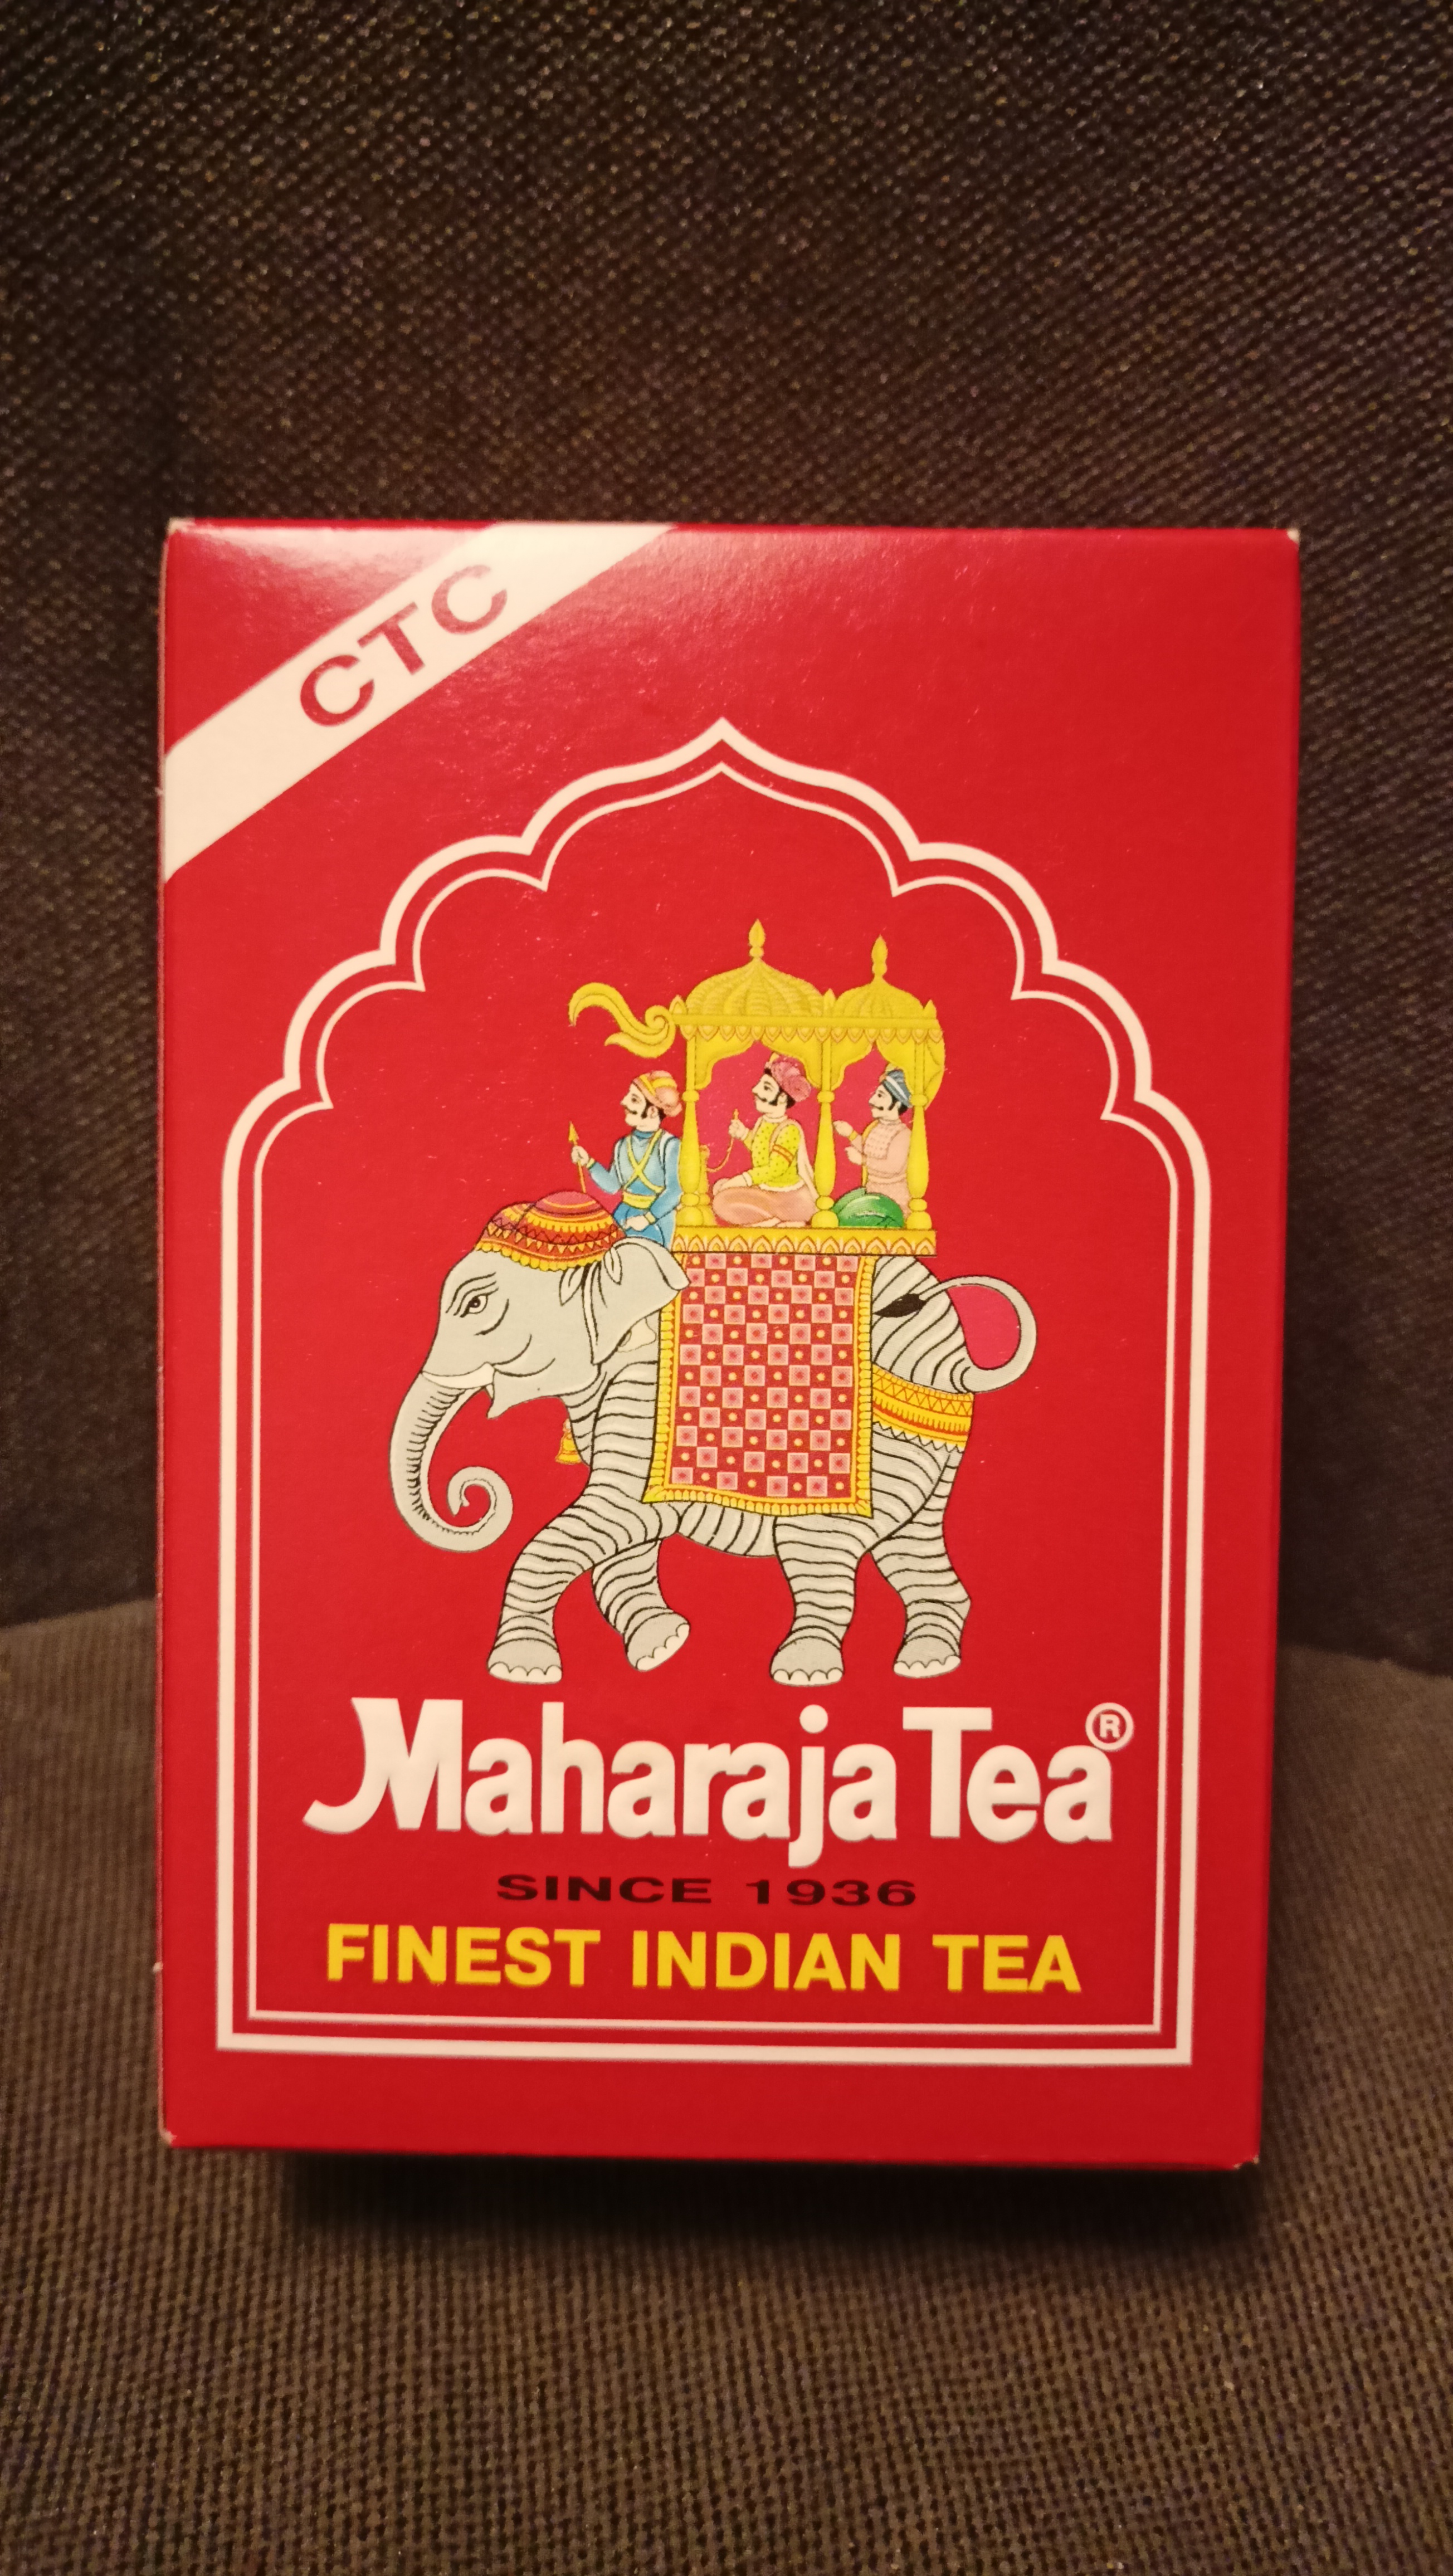 CTC
Maharaja Tea®
SINCE 1936
FINEST INDIAN TEA